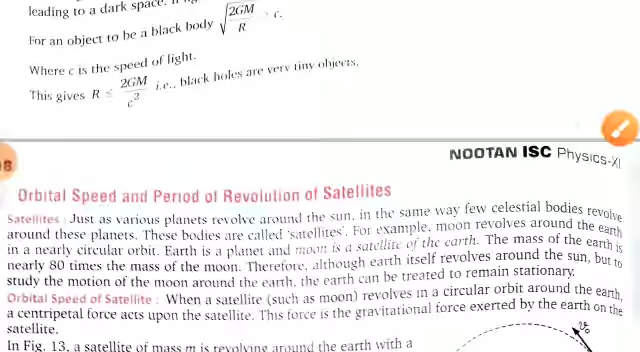 leading to a dark space.
For an object to be a black body √(2GM/R) > c.
Where c is the speed of light.
This gives R ≤ 2GM/c² i.e., black holes are very tiny objects.
8
NOOTAN ISC Physics-XI
Orbital Speed and Period of Revolution of Satellites
Satellites : Just as various planets revolve around the sun, in the same way few celestial bodies revolve
around these planets. These bodies are called 'satellites'. For example, moon revolves around the earth
in a nearly circular orbit. Earth is a planet and moon is a satellite of the earth. The mass of the earth is
nearly 80 times the mass of the moon. Therefore, although earth itself revolves around the sun, but to
study the motion of the moon around the earth, the earth can be treated to remain stationary.
Orbital Speed of Satellite : When a satellite (such as moon) revolves in a circular orbit around the earth,
a centripetal force acts upon the satellite. This force is the gravitational force exerted by the earth on the
satellite.
In Fig. 13, a satellite of mass m is revolving around the earth with a
v₀